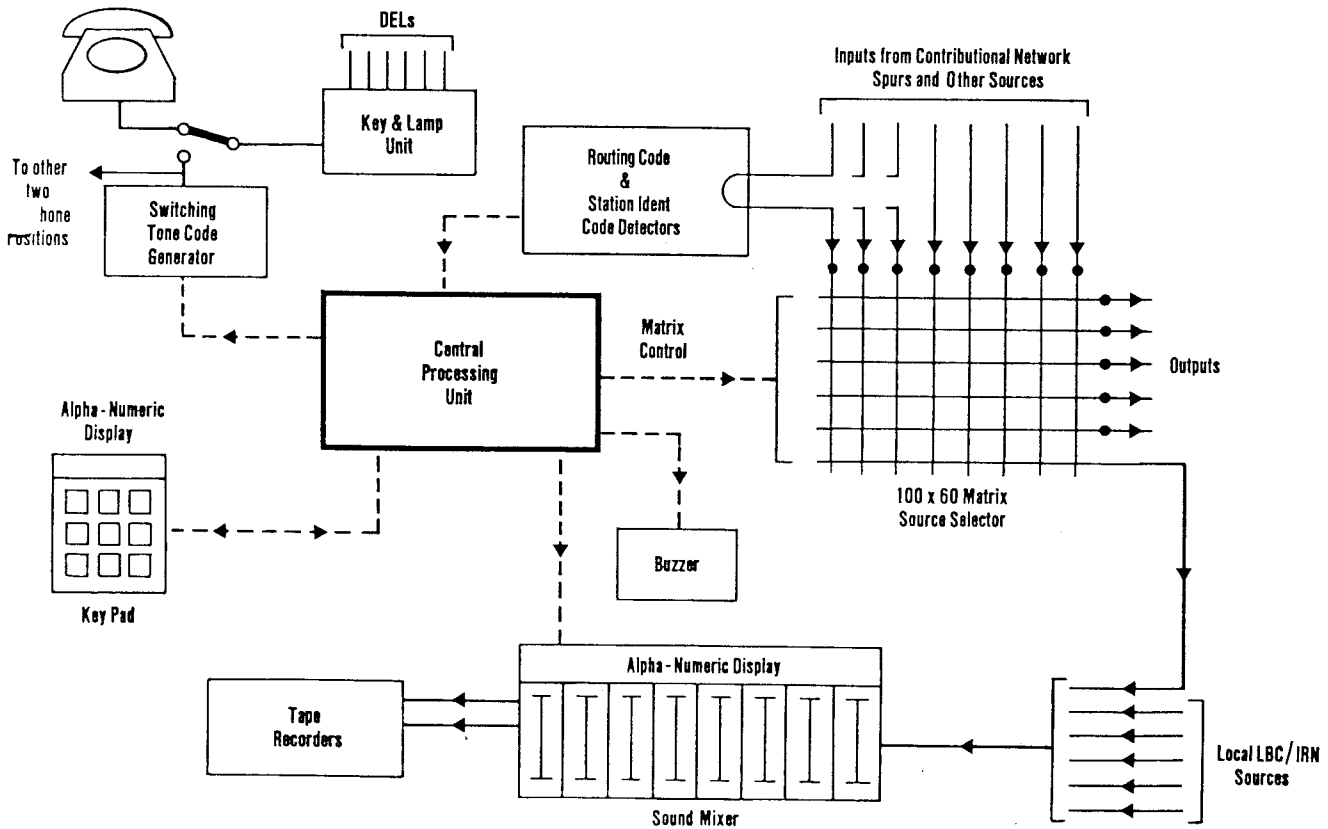 DELs
Key & Lamp
Unit
Inputs from Contributional Network
Spurs and Other Sources
Routing Code
&
Station Ident
Code Detectors
To other
two
hone
Positions
Switching
Tone Code
Generator
Central
Processing
Unit
Matrix
Control
Outputs
100 x 60 Matrix
Source Selector
Alpha-Numeric
Display
Key Pad
Buzzer
Alpha-Numeric Display
Tape
Recorders
Sound Mixer
Local LBC/IRN
Sources